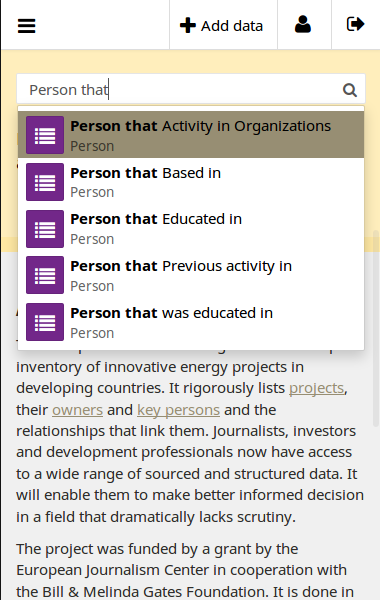 Add data
Person that
Person that Activity in Organizations
Person
Person that Based in
Person
Person that Educated in
Person
Person that Previous activity in
Person
Person that was educated in
Person
inventory of innovative energy projects in
developing countries. It rigorously lists projects,
their owners and key persons and the
relationships that link them. Journalists, investors
and development professionals now have access
to a wide range of sourced and structured data. It
will enable them to make better informed decision
in a field that dramatically lacks scrutiny.
The project was funded by a grant by the
European Journalism Center in cooperation with
the Bill & Melinda Gates Foundation. It is done in